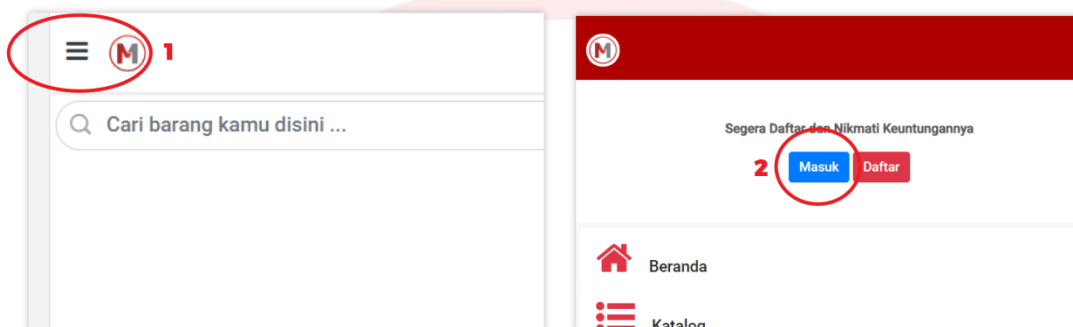 M 1
Cari barang kamu disini ...
M
Segera Daftar dan Nikmati Keuntungannya
2 Masuk Daftar
Beranda
Katalog